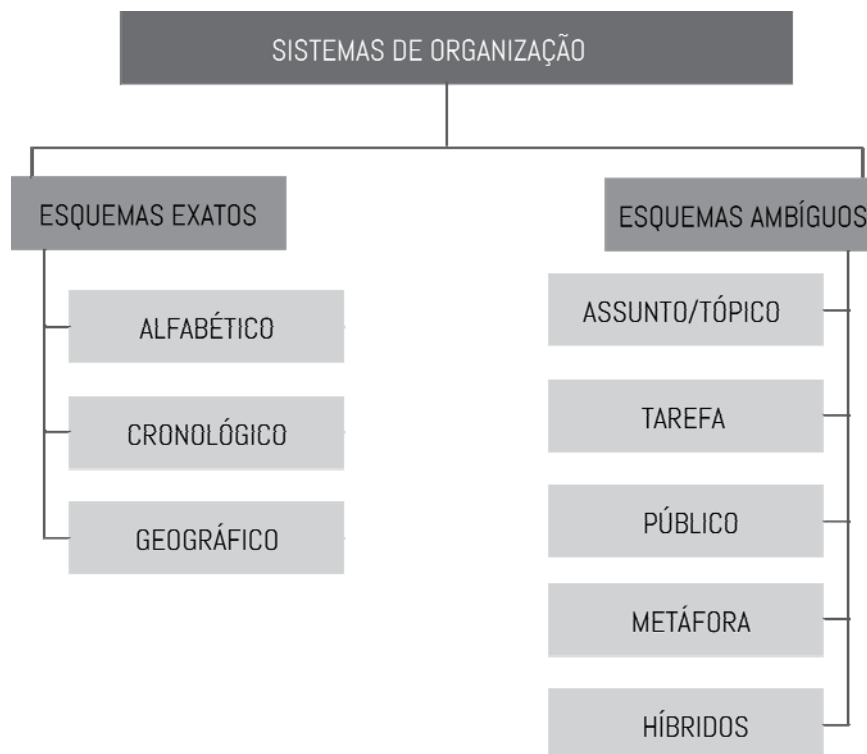 SISTEMAS DE ORGANIZAÇÃO
ESQUEMAS EXATOS
ALFABÉTICO
CRONOLÓGICO
GEOGRÁFICO
ESQUEMAS AMBÍGUOS
ASSUNTO/TÓPICO
TAREFA
PÚBLICO
METÁFORA
HÍBRIDOS